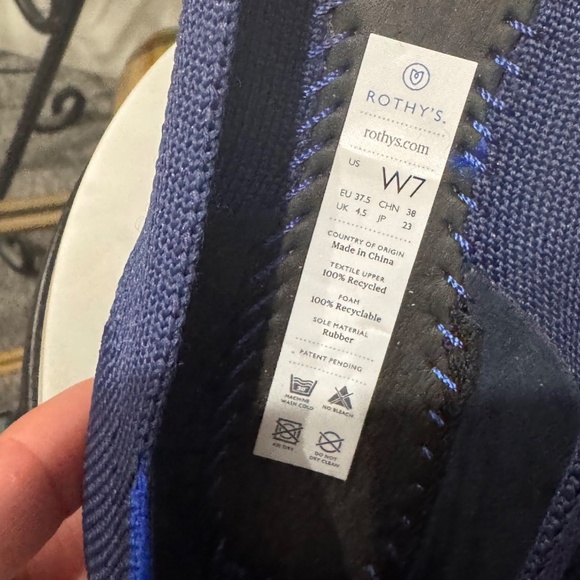 ROTHY'S.
rothys.com
US W7
EU 37.5 CHN 38
UK 4.5 JP 23
COUNTRY OF ORIGIN
Made in China
TEXTILE UPPER
100% Recycled
FOAM
100% Recyclable
SOLE MATERIAL
Rubber
PATENT PENDING
MACHINE WASH COLD
NO BLEACH
AIR DRY
DO NOT DRY CLEAN